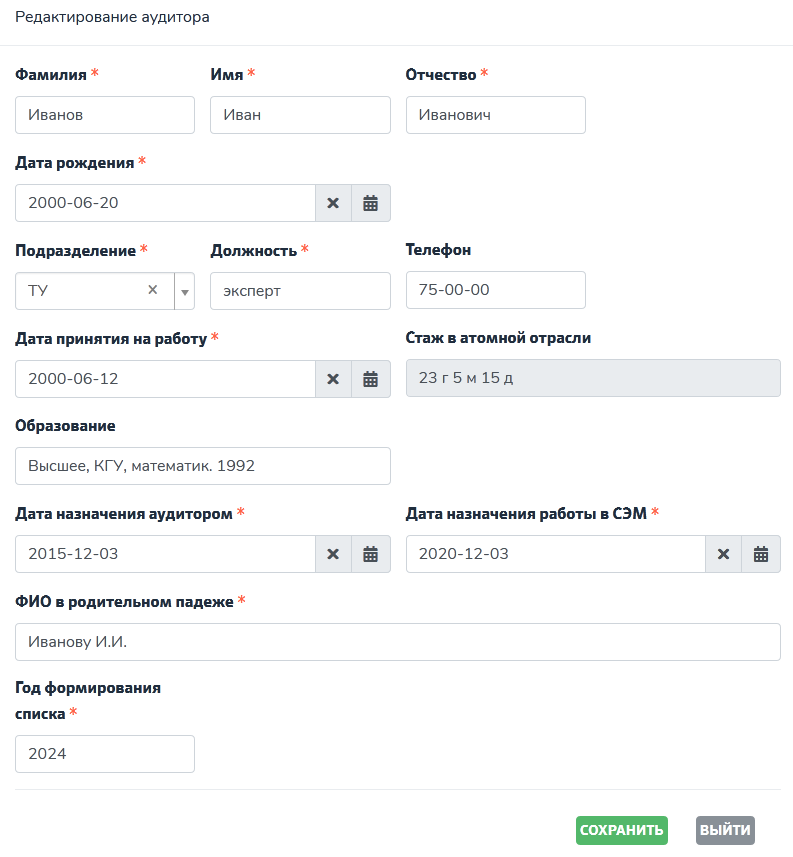 Редактирование аудитора
Фамилия * Имя * Отчество *
Иванов Иван Иванович
Дата рождения *
2000-06-20
Подразделение * Должность * Телефон
ТУ × эксперт 75-00-00
Дата принятия на работу * Стаж в атомной отрасли
2000-06-12 23 г 5 м 15 д
Образование
Высшее, КГУ, математик. 1992
Дата назначения аудитором * Дата назначения работы в СЭМ *
2015-12-03 2020-12-03
ФИО в родительном падеже *
Иванову И.И.
Год формирования
списка *
2024
СОХРАНИТЬ ВЫЙТИ